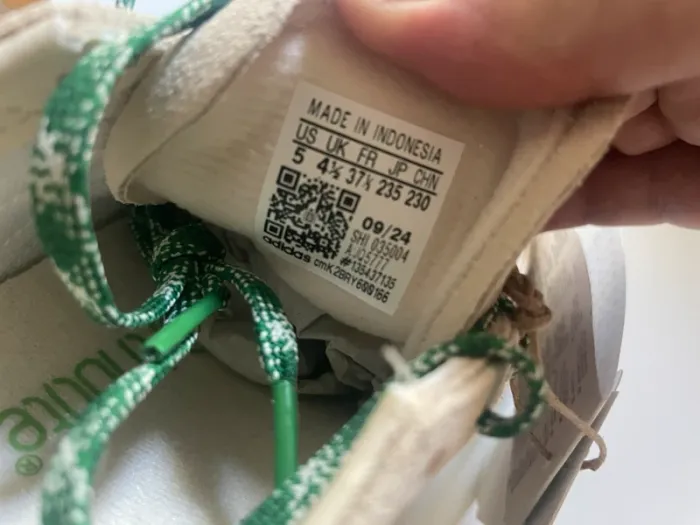 MADE IN INDONESIA
US UK FR JP CHN
5 4½ 37⅓ 235 230
09/24
SHI 035004
#135437135
adidas